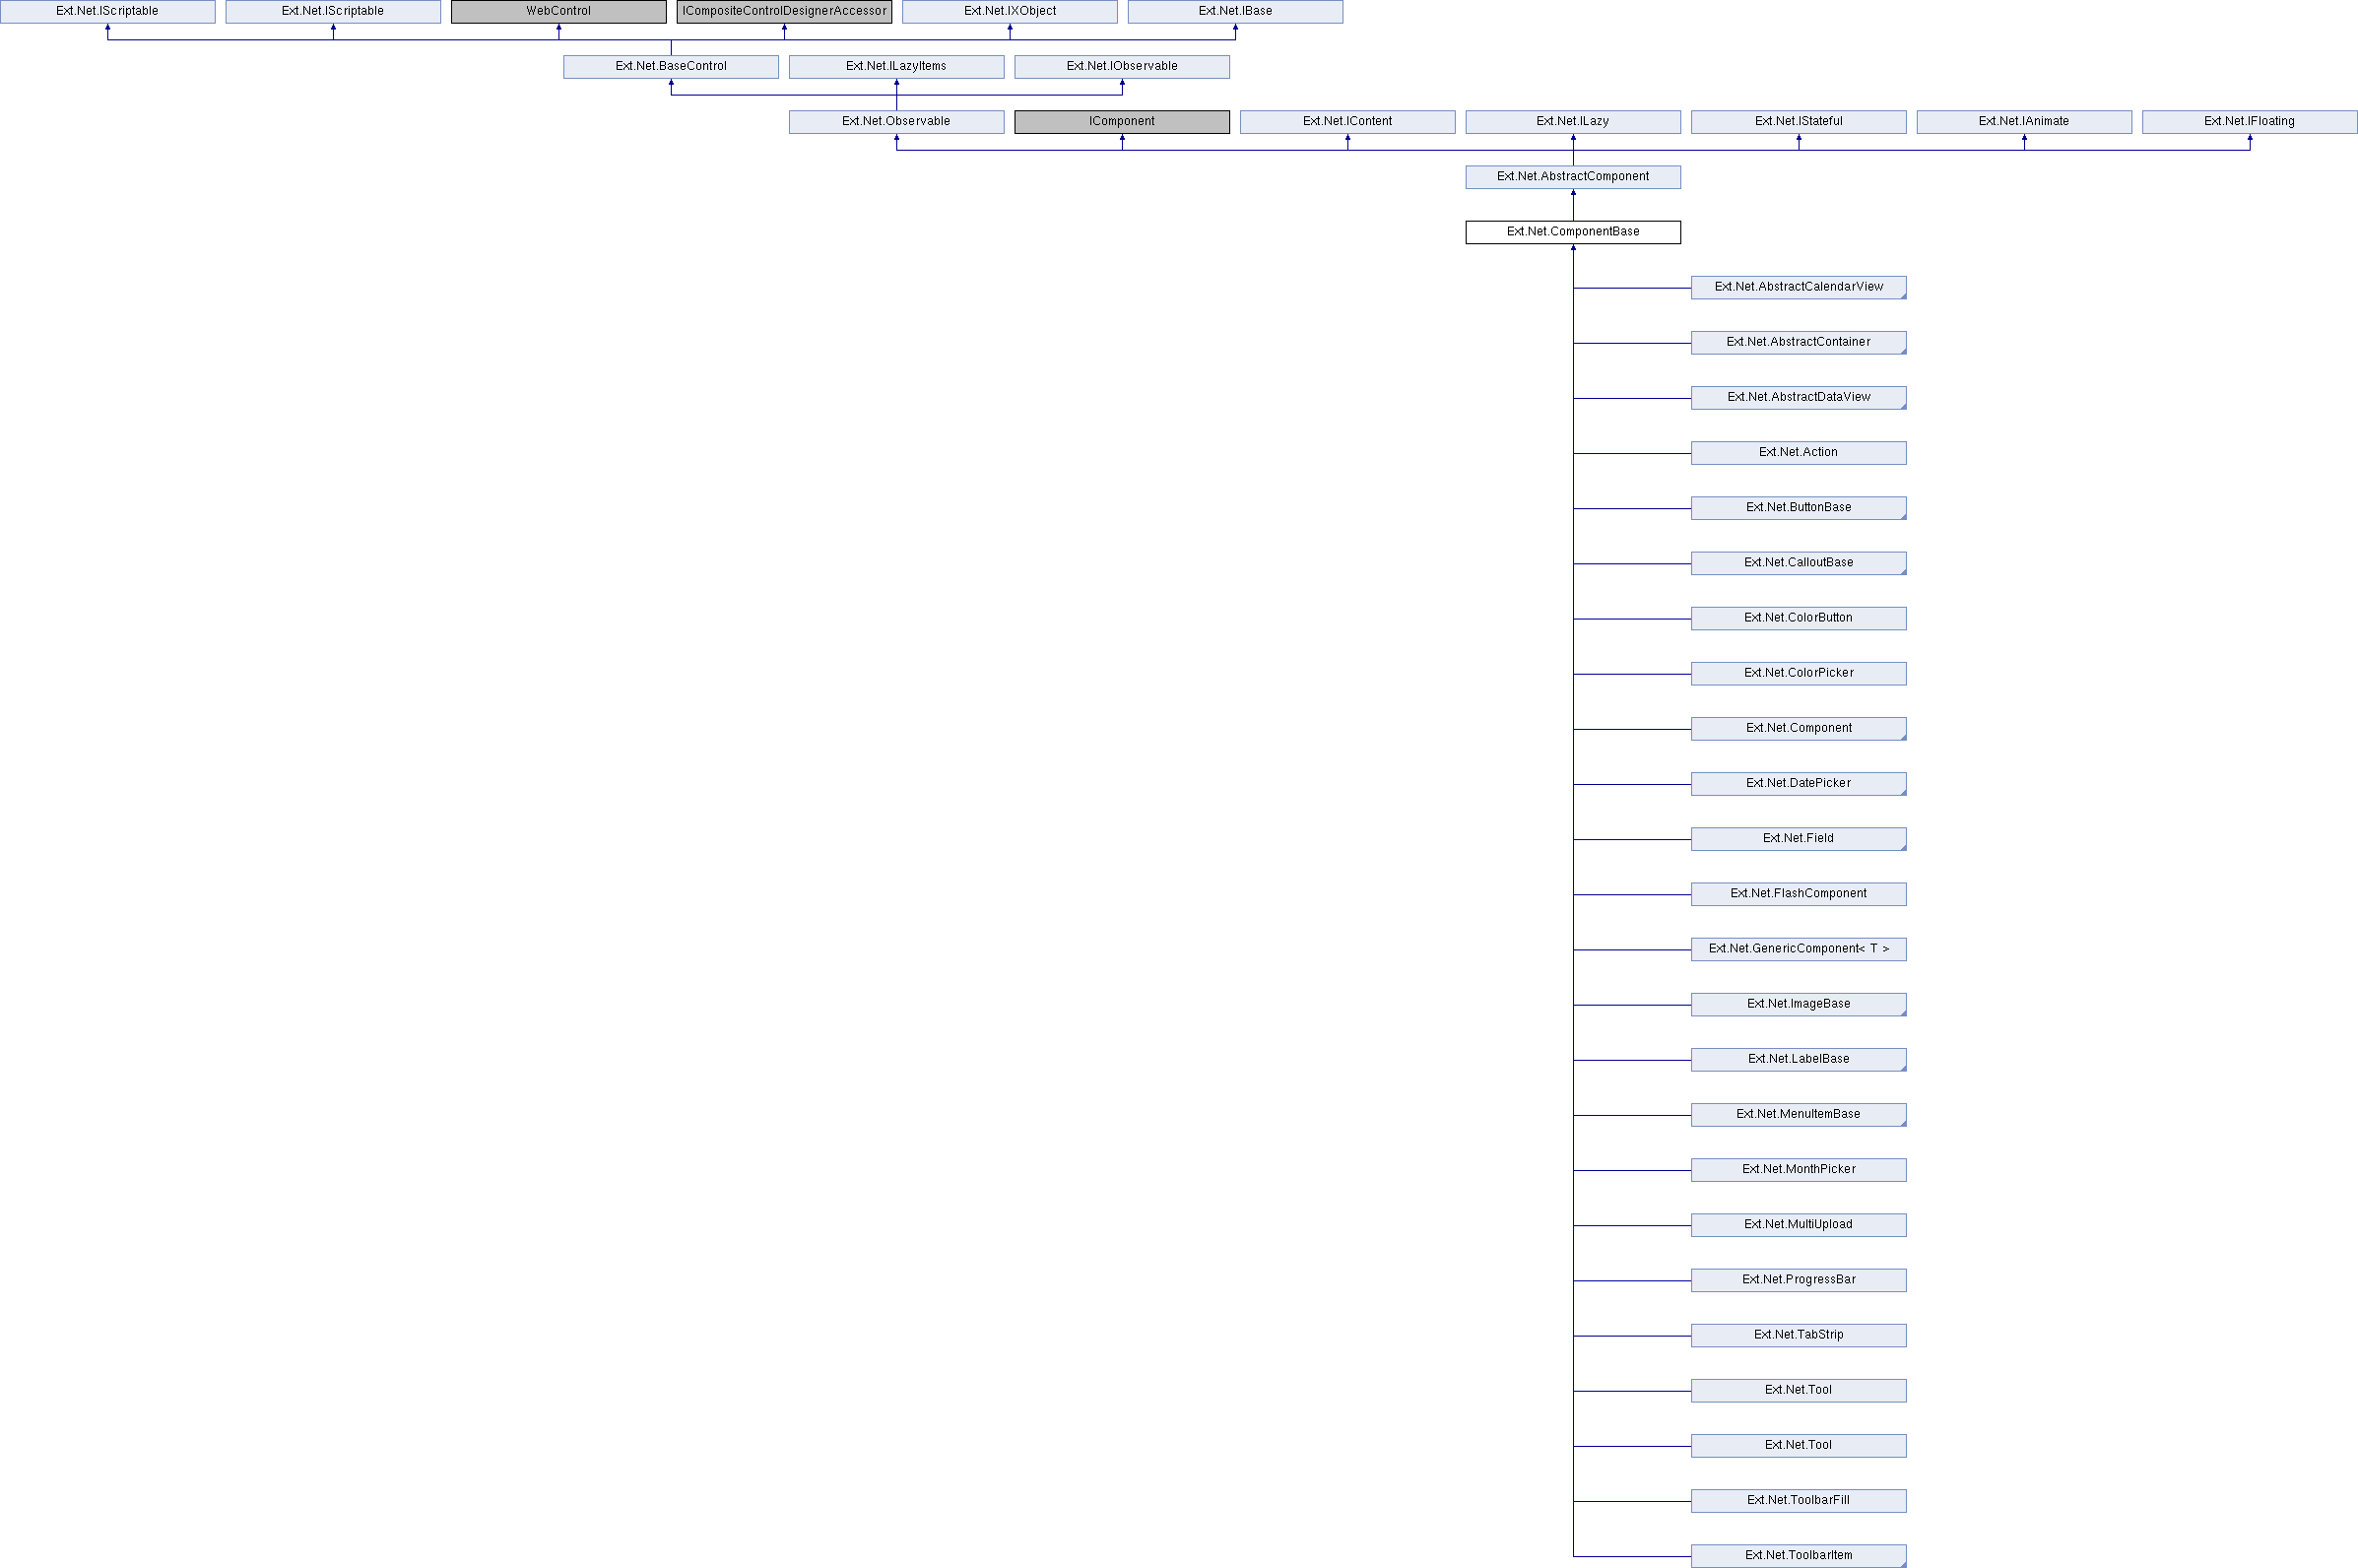 Ext.Net.IScriptable Ext.Net.IScriptable WebControl ICompositeControlDesignerAccessor Ext.Net.IXObject Ext.Net.IBase
Ext.Net.BaseControl Ext.Net.ILazyItems Ext.Net.IObservable
Ext.Net.Observable IComponent Ext.Net.IContent Ext.Net.ILazy Ext.Net.IStateful Ext.Net.IAnimate Ext.Net.IFloating
Ext.Net.AbstractComponent
Ext.Net.ComponentBase
Ext.Net.AbstractCalendarView
Ext.Net.AbstractContainer
Ext.Net.AbstractDataView
Ext.Net.Action
Ext.Net.ButtonBase
Ext.Net.CalloutBase
Ext.Net.ColorButton
Ext.Net.ColorPicker
Ext.Net.Component
Ext.Net.DatePicker
Ext.Net.Field
Ext.Net.FlashComponent
Ext.Net.GenericComponent< T >
Ext.Net.ImageBase
Ext.Net.LabelBase
Ext.Net.MenuItemBase
Ext.Net.MonthPicker
Ext.Net.MultiUpload
Ext.Net.ProgressBar
Ext.Net.TabStrip
Ext.Net.Tool
Ext.Net.Tool
Ext.Net.ToolbarFill
Ext.Net.ToolbarItem